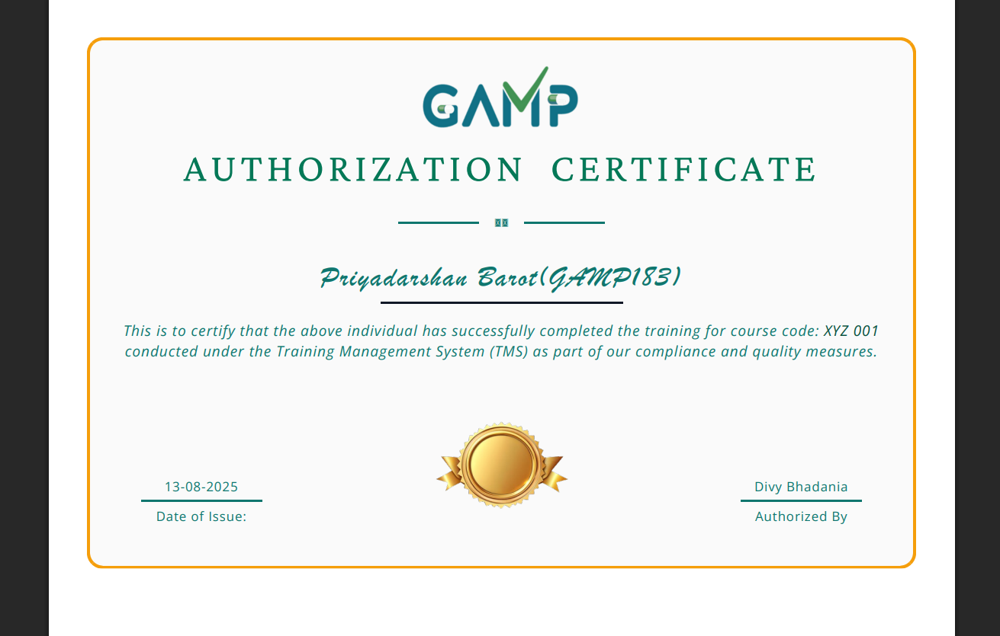 GAMP
AUTHORIZATION CERTIFICATE
Priyadarshan Barot(GAMP183)
This is to certify that the above individual has successfully completed the training for course code: XYZ 001
conducted under the Training Management System (TMS) as part of our compliance and quality measures.
13-08-2025
Date of Issue:
Divy Bhadania
Authorized By